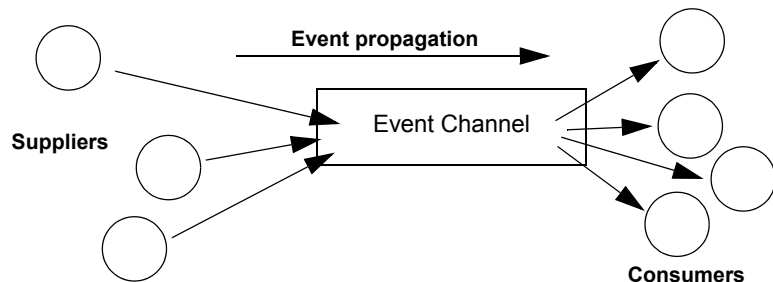 Event propagation
Event Channel
Suppliers
Consumers